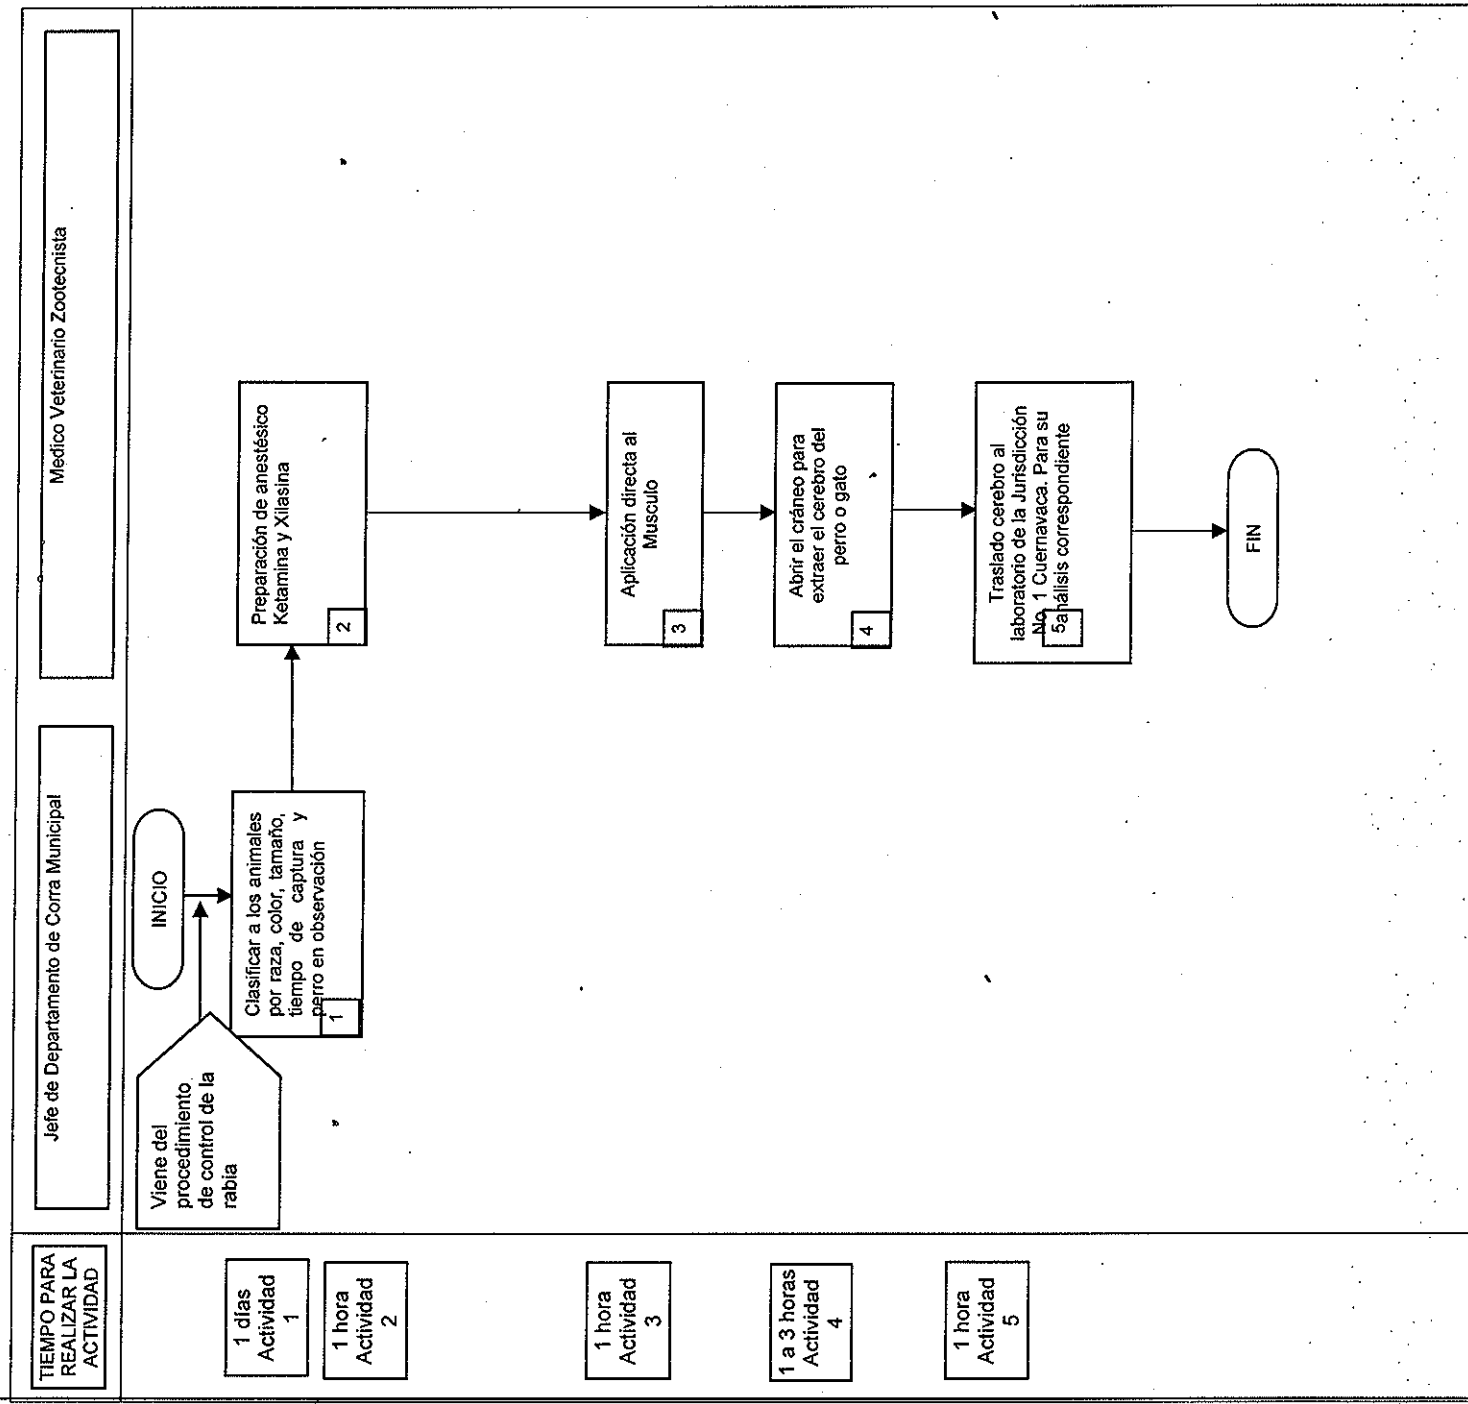 TIEMPO PARA
REALIZAR LA
ACTIVIDAD
Jefe de Departamento de Corra Municipal
Medico Veterinario Zootecnista
INICIO
Viene del
procedimiento
de control de la
rabia
1 días
Actividad
1
Clasificar a los animales
por raza, color, tamaño,
tiempo de captura y
perro en observación
1
1 hora
Actividad
2
Preparación de anestésico
Ketamina y Xilasina
2
1 hora
Actividad
3
Aplicación directa al
Musculo
3
1 a 3 horas
Actividad
4
Abrir el cráneo para
extraer el cerebro del
perro o gato
4
1 hora
Actividad
5
Traslado cerebro al
laboratorio de la Jurisdicción
No. 1 Cuernavaca. Para su
análisis correspondiente
5
FIN